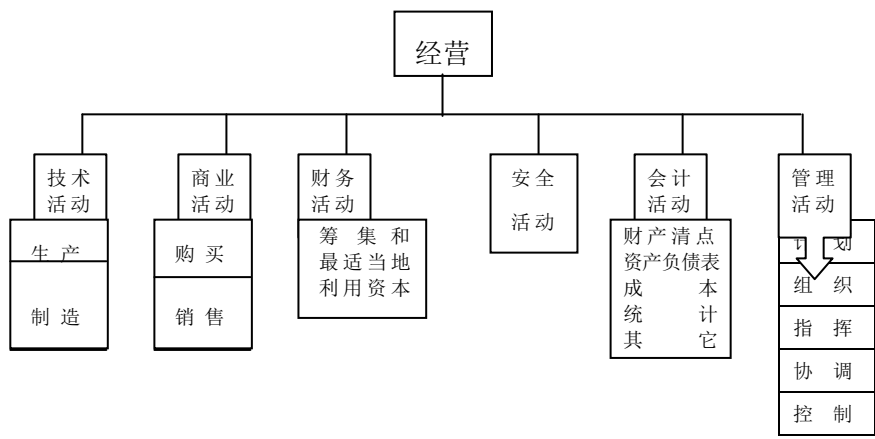 经营
技术
活动
生产
制造
商业
活动
购买
销售
财务
活动
筹集和
最适当地
利用资本
安全
活动
会计
活动
财产清点
资产负债表
成本
统计
其它
管理
活动
计划
组织
指挥
协调
控制